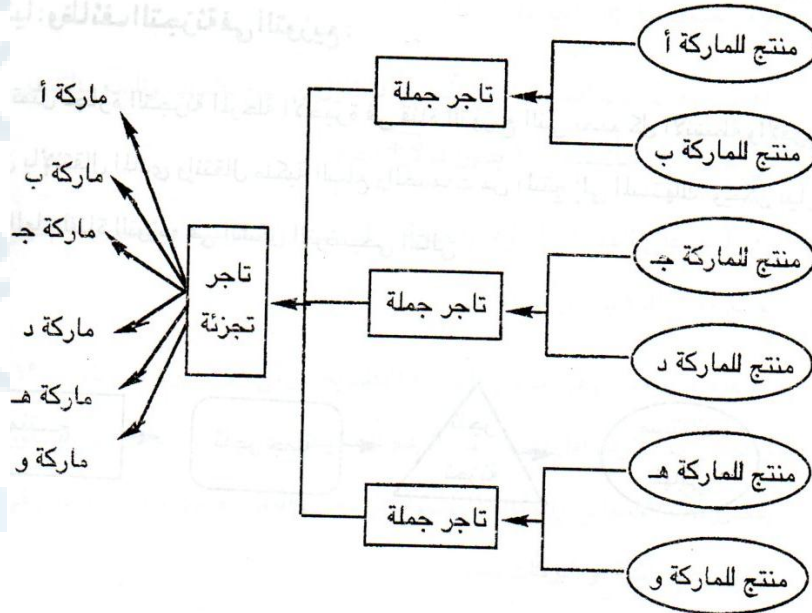 منتج للماركة أ
منتج للماركة ب
منتج للماركة جـ
منتج للماركة د
منتج للماركة هـ
منتج للماركة و
تاجر جملة
تاجر جملة
تاجر جملة
تاجر
تجزئة
ماركة أ
ماركة ب
ماركة جـ
ماركة د
ماركة هـ
ماركة و